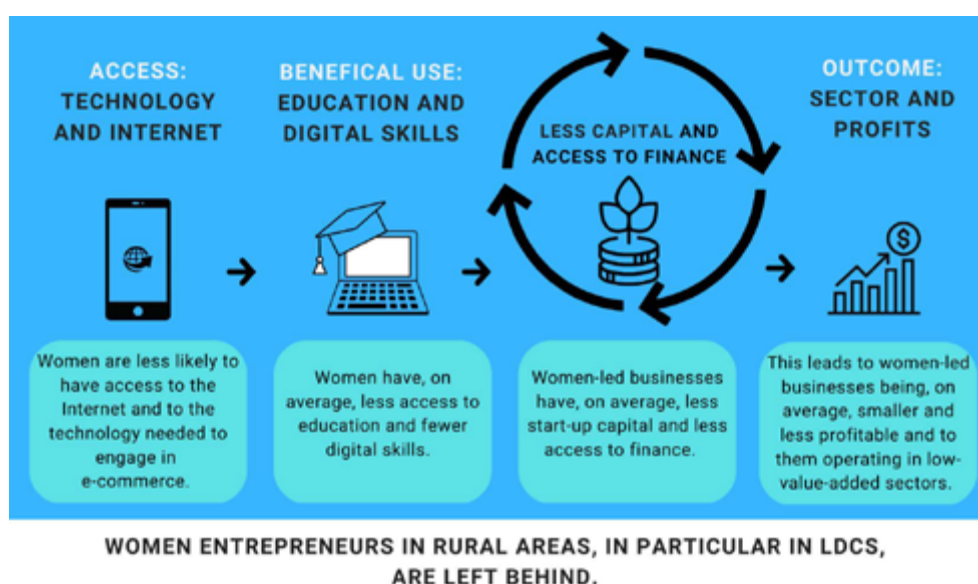 ACCESS:
TECHNOLOGY
AND INTERNET
BENEFICAL USE:
EDUCATION AND
DIGITAL SKILLS
LESS CAPITAL AND
ACCESS TO FINANCE
OUTCOME:
SECTOR AND
PROFITS
$
Women are less likely to
have access to the
Internet and to the
technology needed to
engage in
e-commerce.
Women have, on
average, less access to
education and fewer
digital skills.
Women-led businesses
have, on average, less
start-up capital and less
access to finance.
This leads to women-led
businesses being, on
average, smaller and
less profitable and to
them operating in low-
value-added sectors.
WOMEN ENTREPRENEURS IN RURAL AREAS, IN PARTICULAR IN LDCS,
ARE LEFT BEHIND.